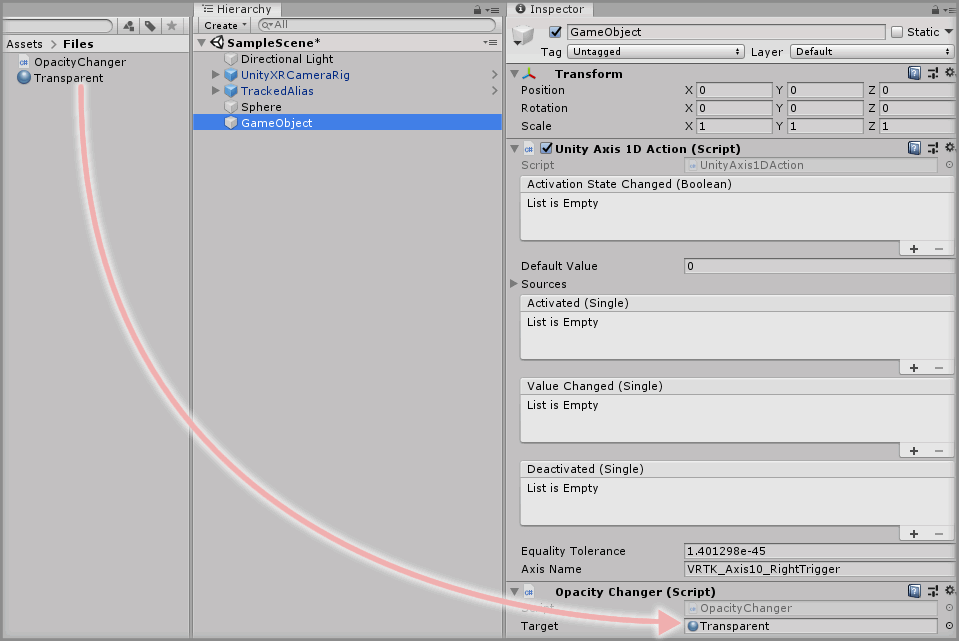 Assets > Files
OpacityChanger
Transparent
Hierarchy
Create
All
SampleScene*
Directional Light
UnityXRCameraRig
TrackedAlias
Sphere
GameObject
Inspector
GameObject
Static
Tag Untagged Layer Default
Transform
Position X 0 Y 0 Z 0
Rotation X 0 Y 0 Z 0
Scale X 1 Y 1 Z 1
Unity Axis 1D Action (Script)
Script UnityAxis1DAction
Activation State Changed (Boolean)
List is Empty
Default Value 0
Sources
Activated (Single)
List is Empty
Value Changed (Single)
List is Empty
Deactivated (Single)
List is Empty
Equality Tolerance 1.401298e-45
Axis Name VRTK_Axis10_RightTrigger
Opacity Changer (Script)
Script OpacityChanger
Target Transparent